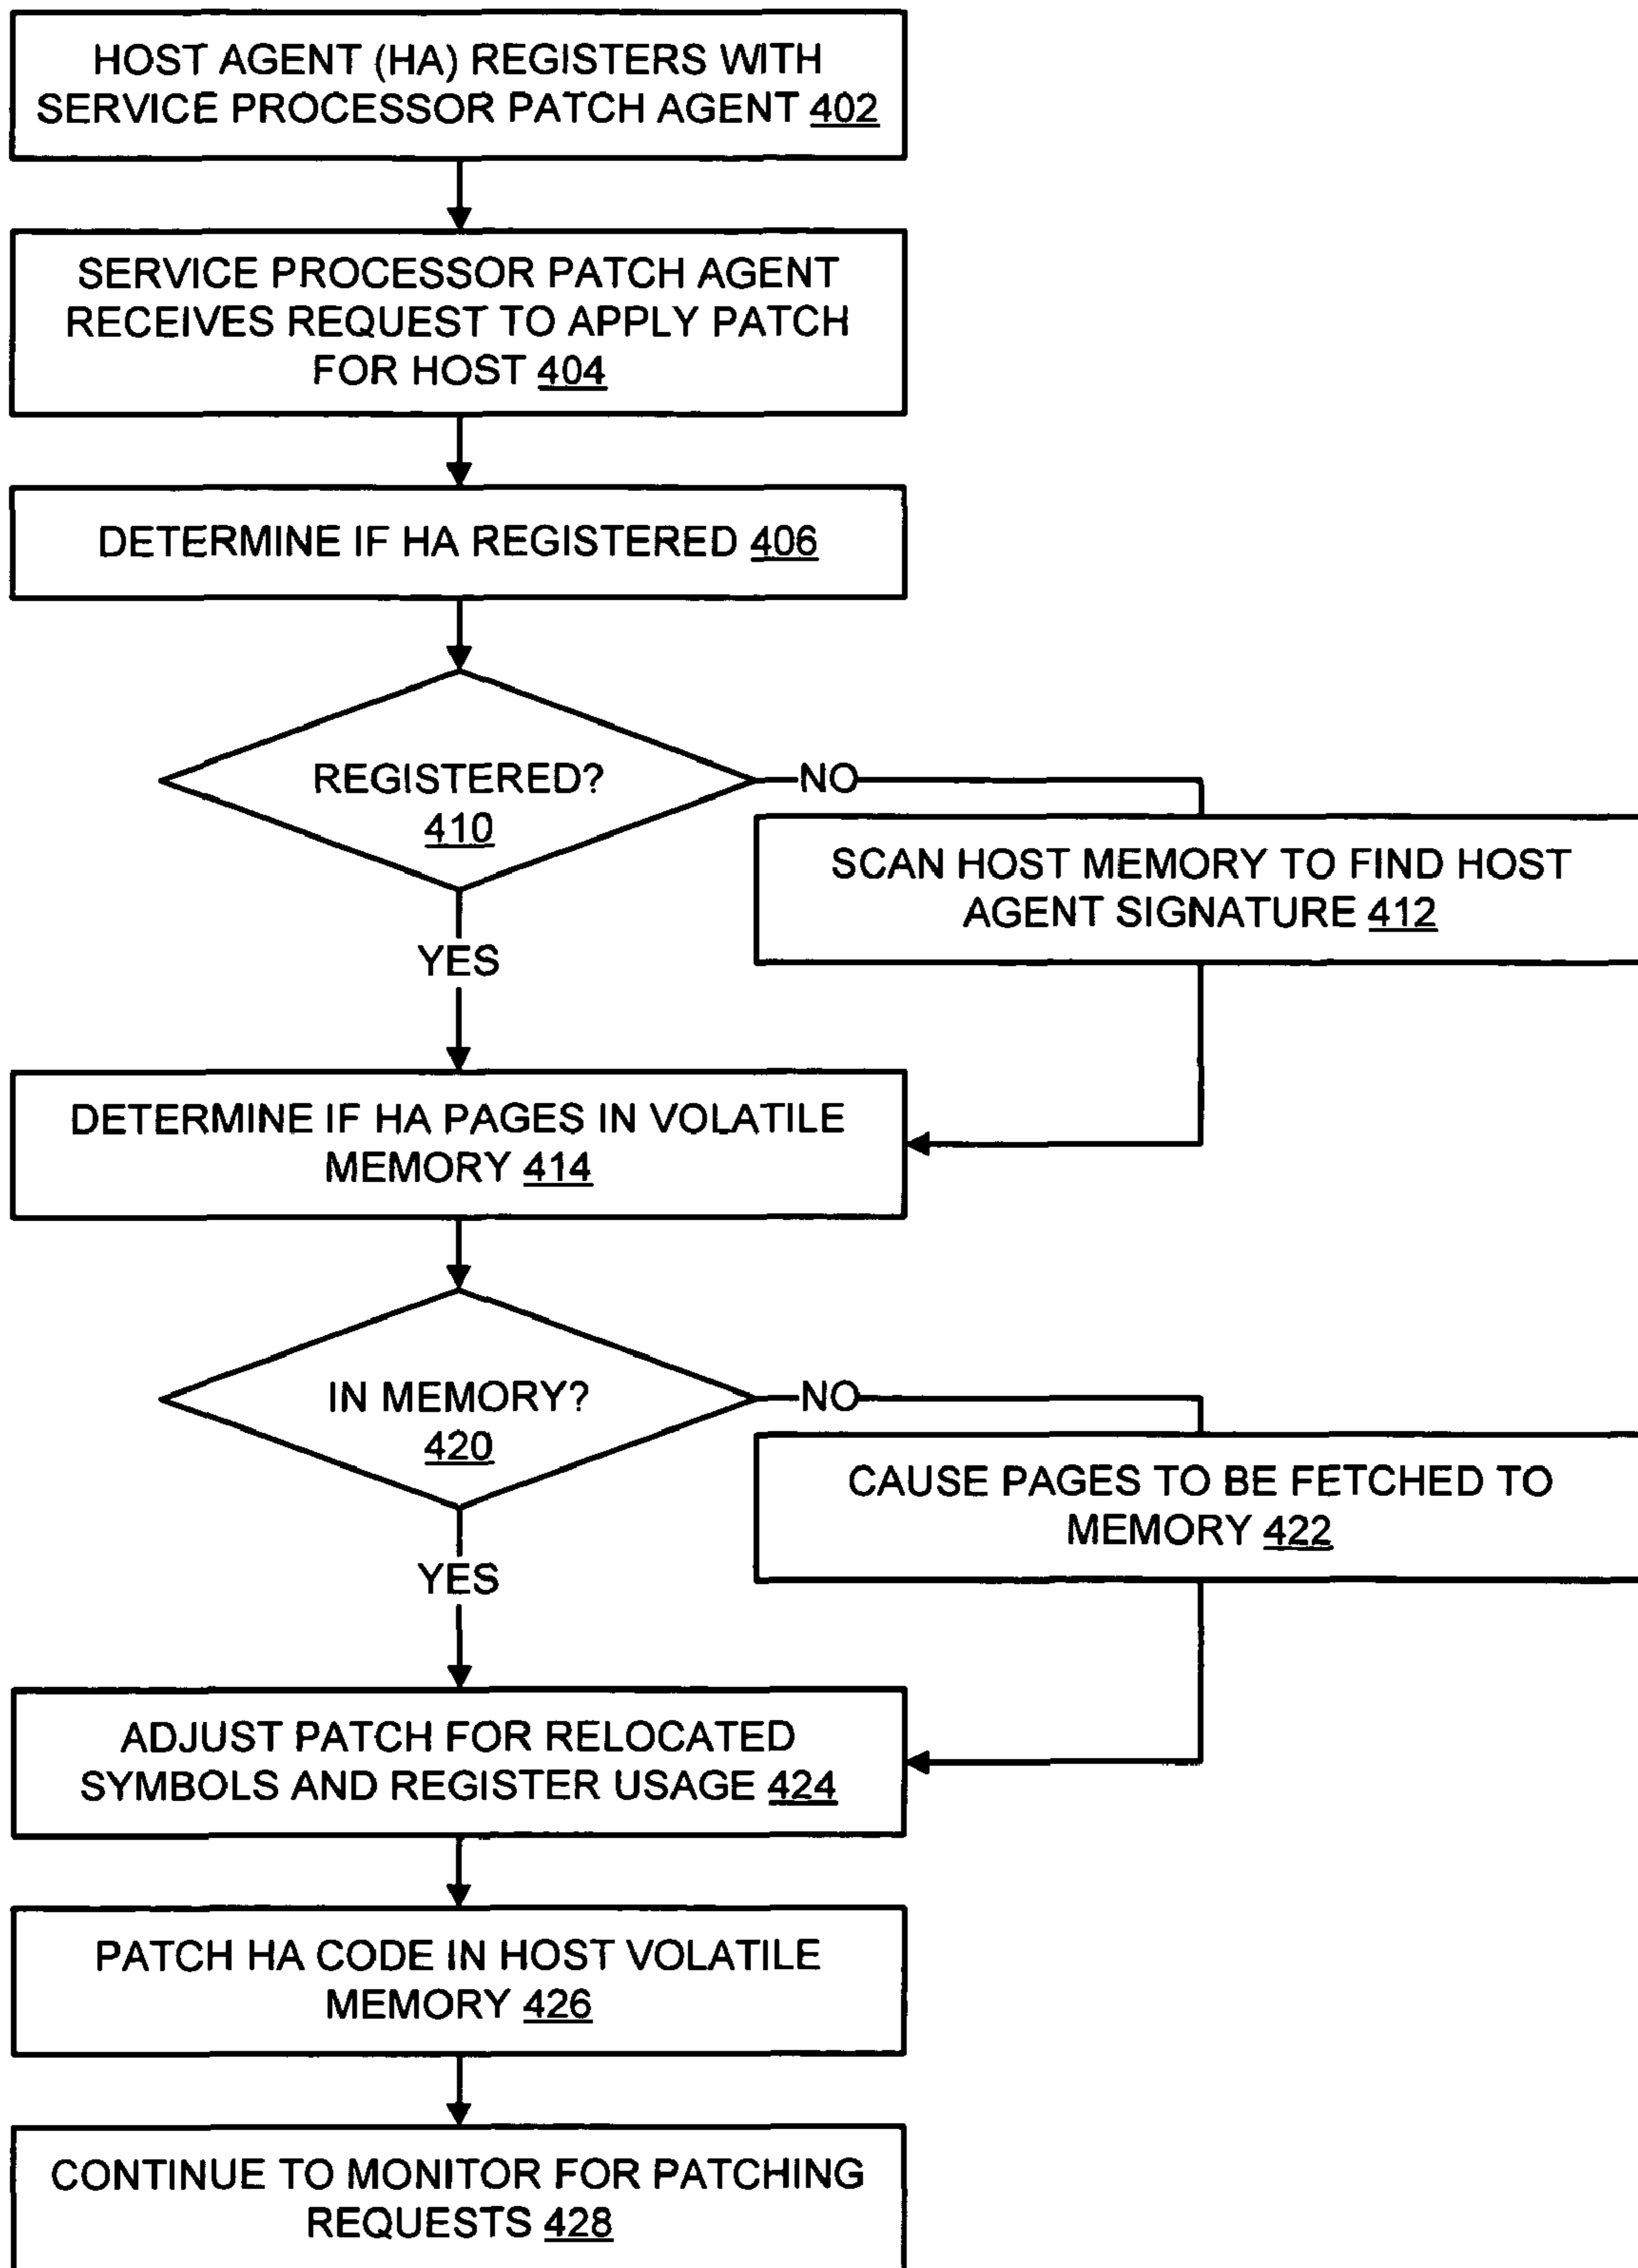 HOST AGENT (HA) REGISTERS WITH
SERVICE PROCESSOR PATCH AGENT 402
SERVICE PROCESSOR PATCH AGENT
RECEIVES REQUEST TO APPLY PATCH
FOR HOST 404
DETERMINE IF HA REGISTERED 406
REGISTERED?
410
NO
SCAN HOST MEMORY TO FIND HOST
AGENT SIGNATURE 412
YES
DETERMINE IF HA PAGES IN VOLATILE
MEMORY 414
IN MEMORY?
420
NO
CAUSE PAGES TO BE FETCHED TO
MEMORY 422
YES
ADJUST PATCH FOR RELOCATED
SYMBOLS AND REGISTER USAGE 424
PATCH HA CODE IN HOST VOLATILE
MEMORY 426
CONTINUE TO MONITOR FOR PATCHING
REQUESTS 428